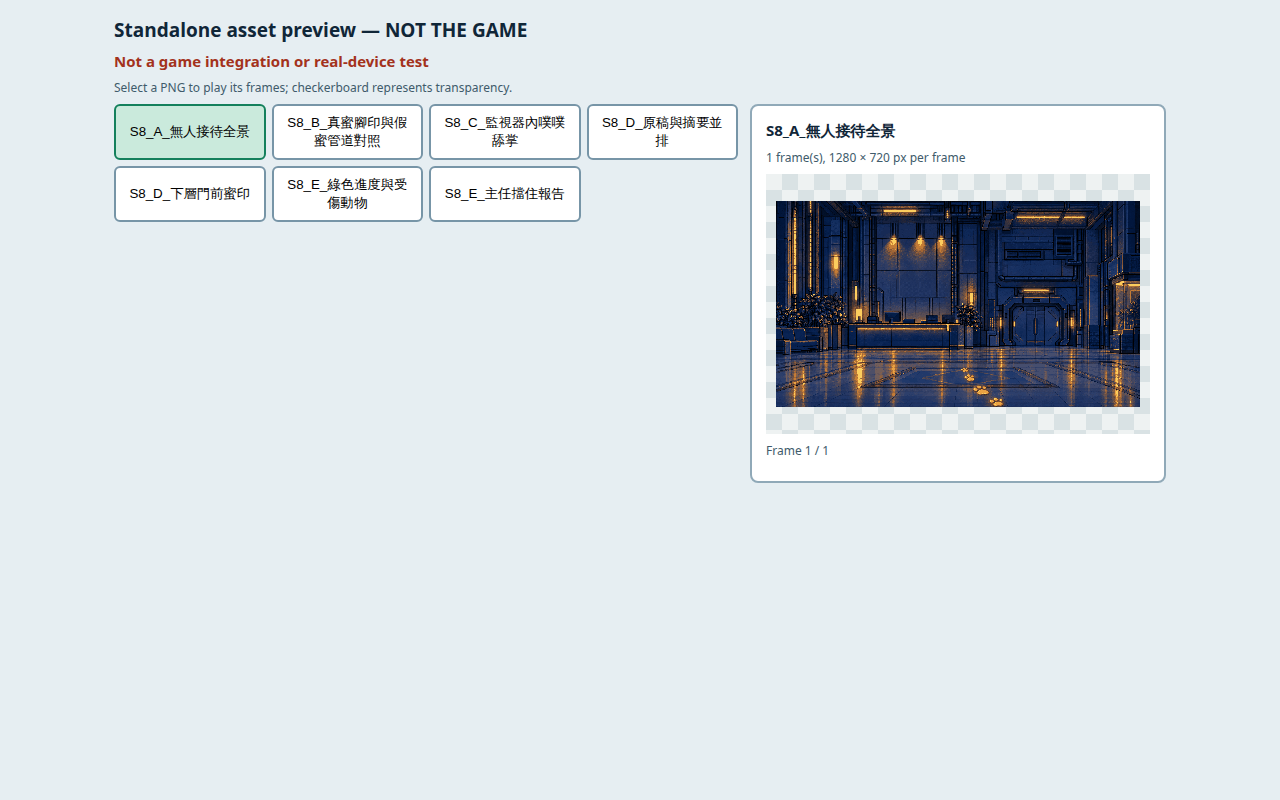 Standalone asset preview — NOT THE GAME
Not a game integration or real-device test
Select a PNG to play its frames; checkerboard represents transparency.
S8_A_無人接待全景
S8_B_真蜜腳印與假
蜜管道對照
S8_C_監視器內噗噗
舔掌
S8_D_原稿與摘要並
排
S8_D_下層門前蜜印
S8_E_綠色進度與受
傷動物
S8_E_主任擋住報告
S8_A_無人接待全景
1 frame(s), 1280 × 720 px per frame
Frame 1 / 1